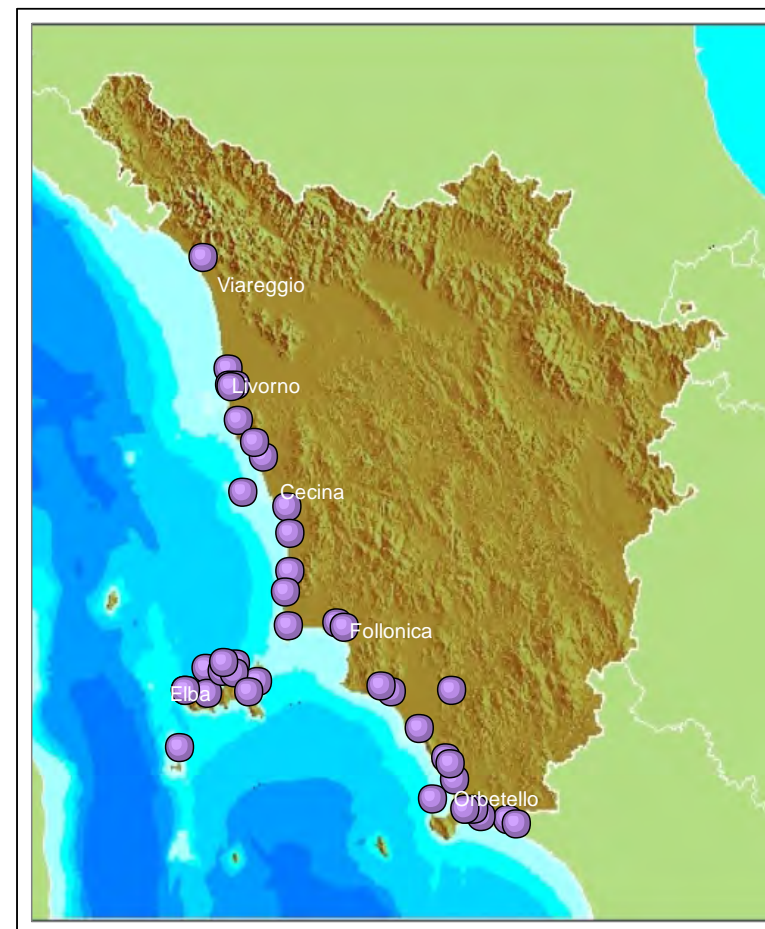 Viareggio
Livorno
Cecina
Follonica
Elba
Orbetello